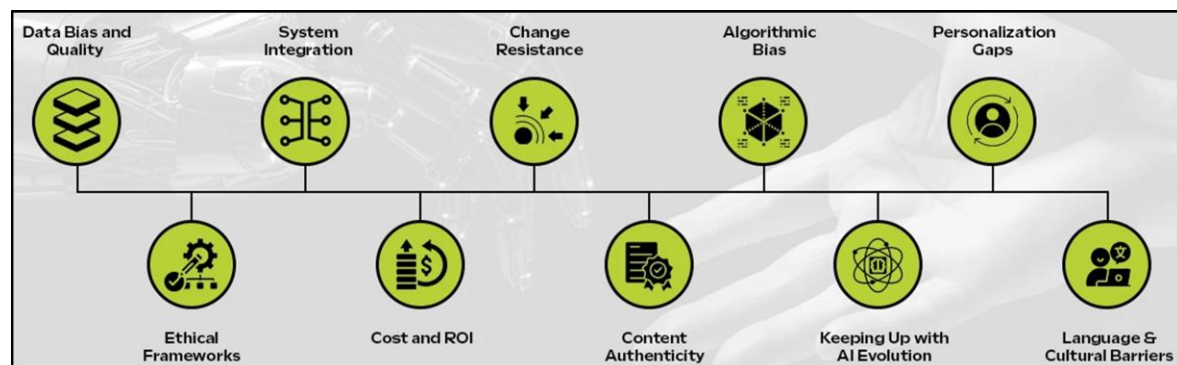 Data Bias and
Quality
System
Integration
Change
Resistance
Algorithmic
Bias
Personalization
Gaps
$
Ethical
Frameworks
Cost and ROI
Content
Authenticity
Keeping Up with
AI Evolution
Language &
Cultural Barriers